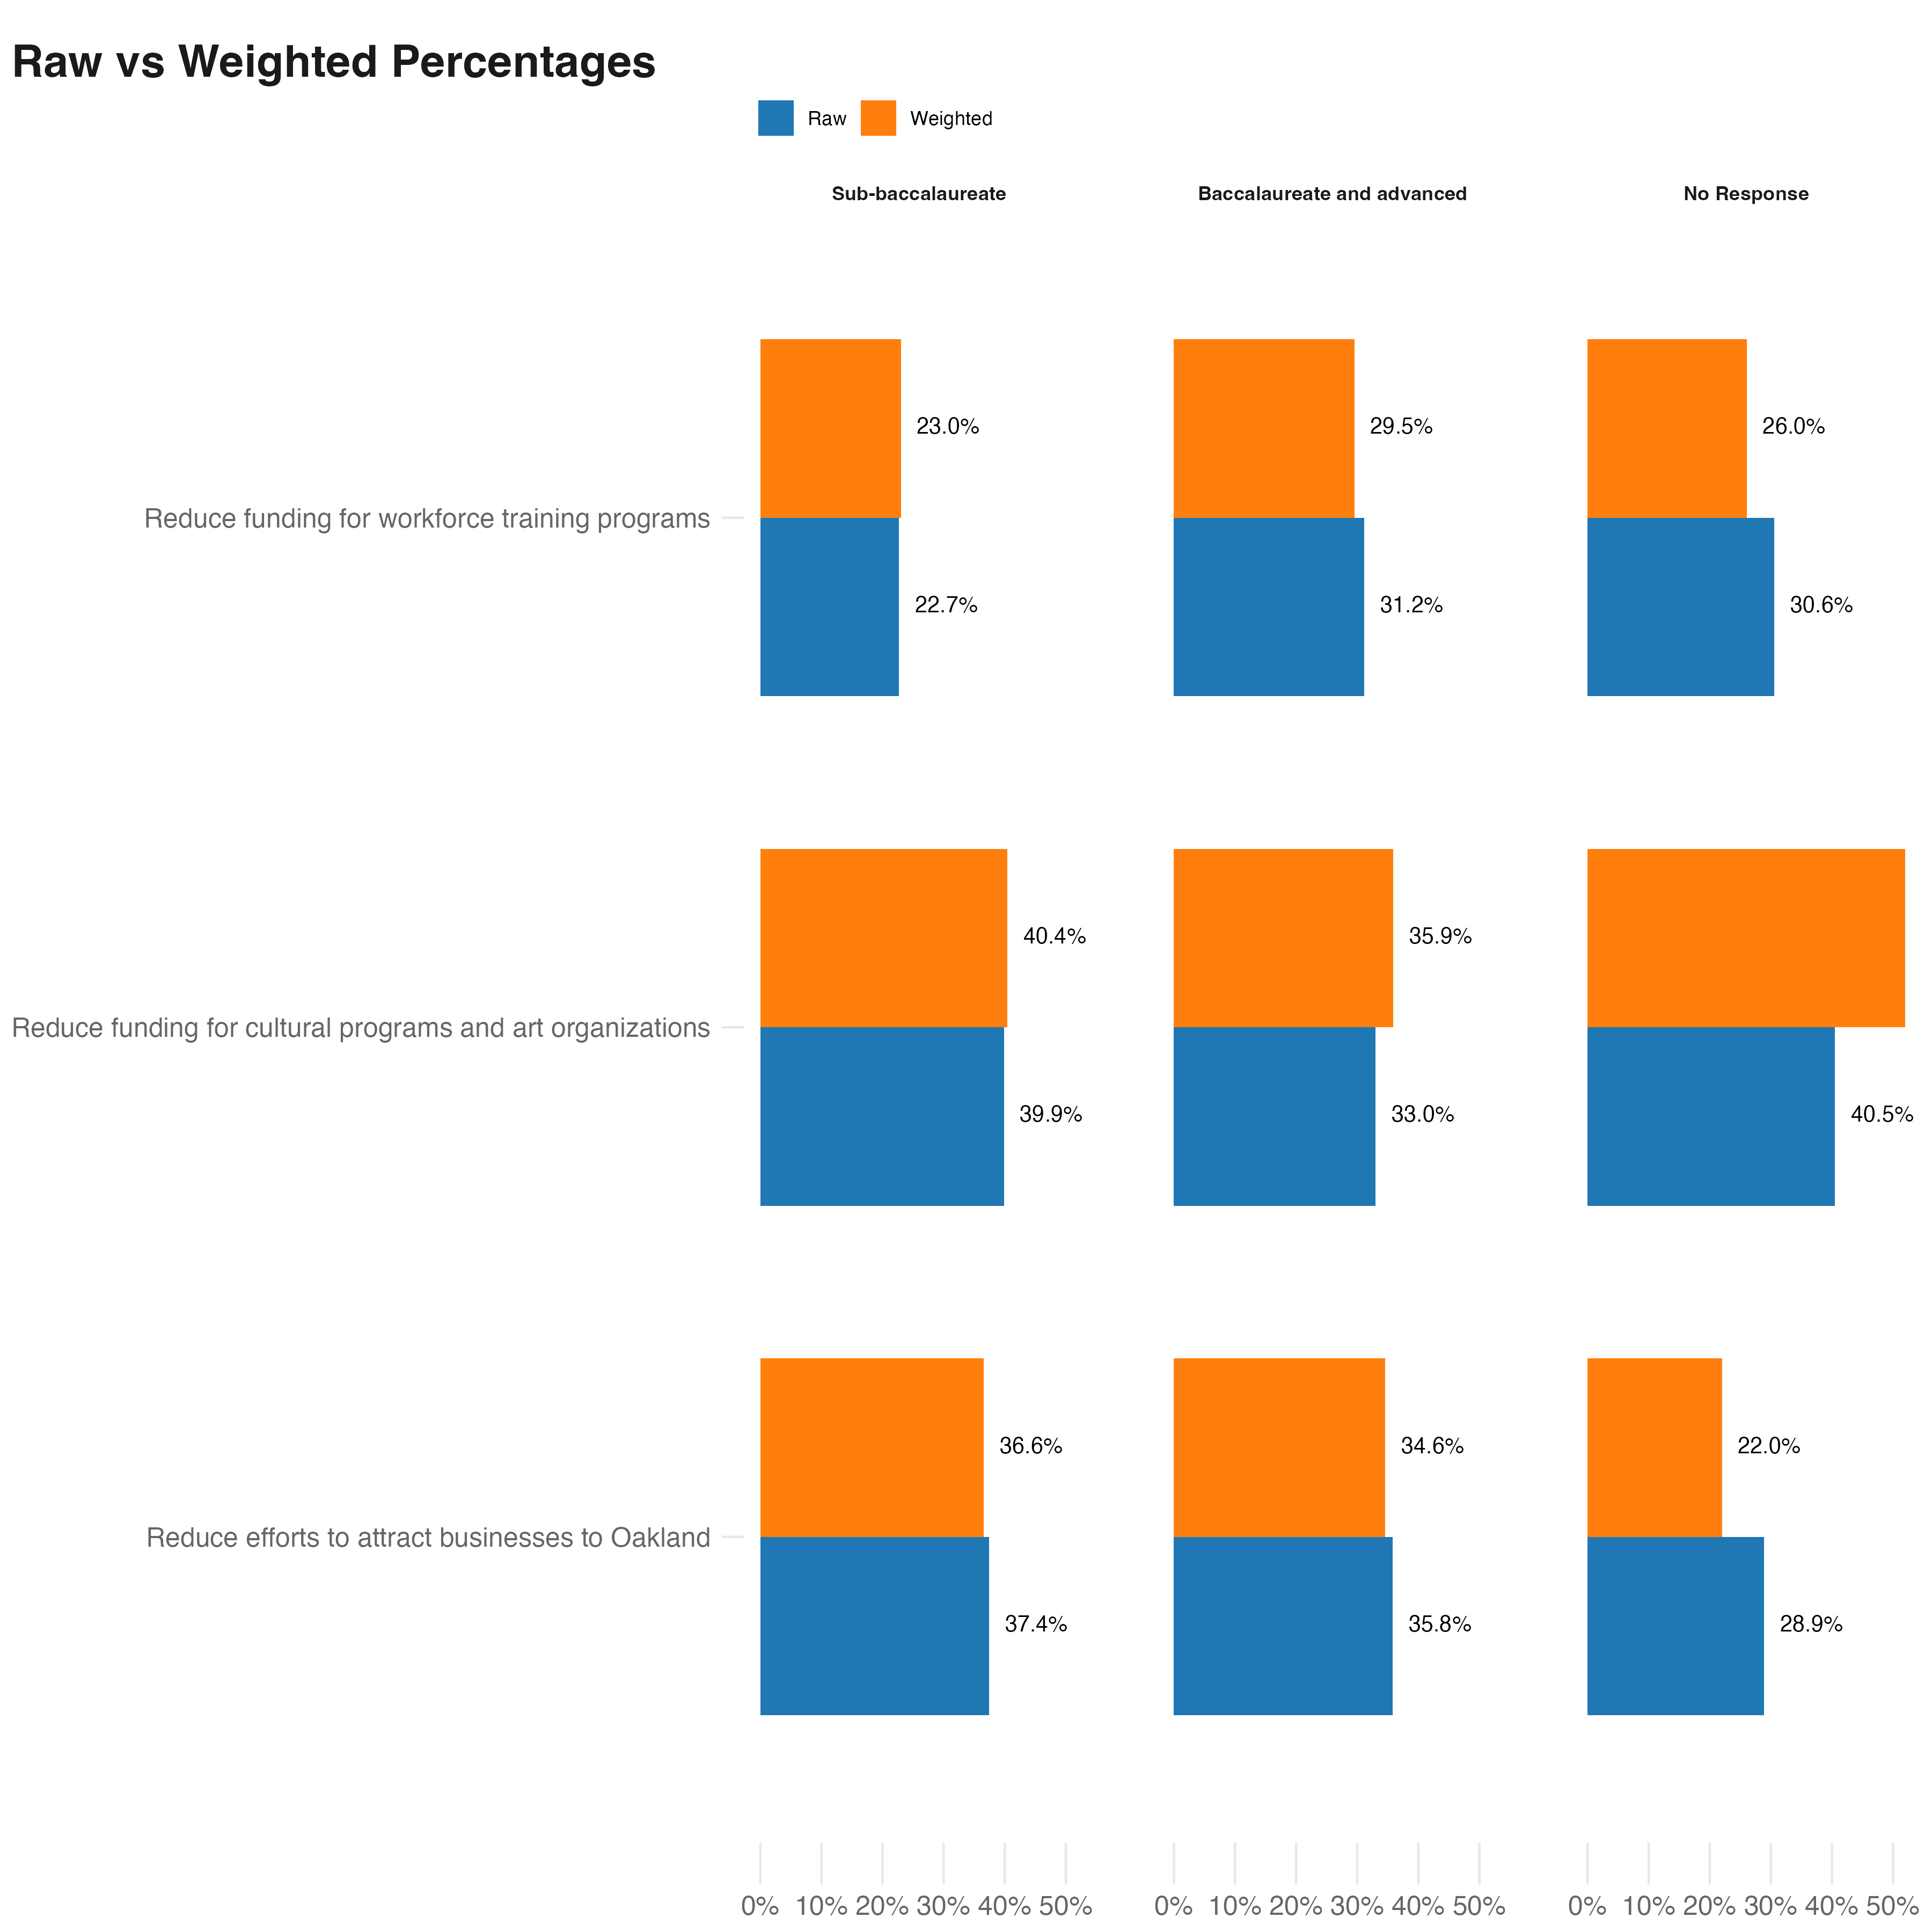 Raw vs Weighted Percentages
Raw Weighted
Sub-baccalaureate Baccalaureate and advanced No Response
23.0% 29.5% 26.0%
Reduce funding for workforce training programs
22.7% 31.2% 30.6%
40.4% 35.9%
Reduce funding for cultural programs and art organizations
39.9% 33.0% 40.5%
36.6% 34.6% 22.0%
Reduce efforts to attract businesses to Oakland
37.4% 35.8% 28.9%
0% 10% 20% 30% 40% 50% 0% 10% 20% 30% 40% 50% 0% 10% 20% 30% 40% 50%